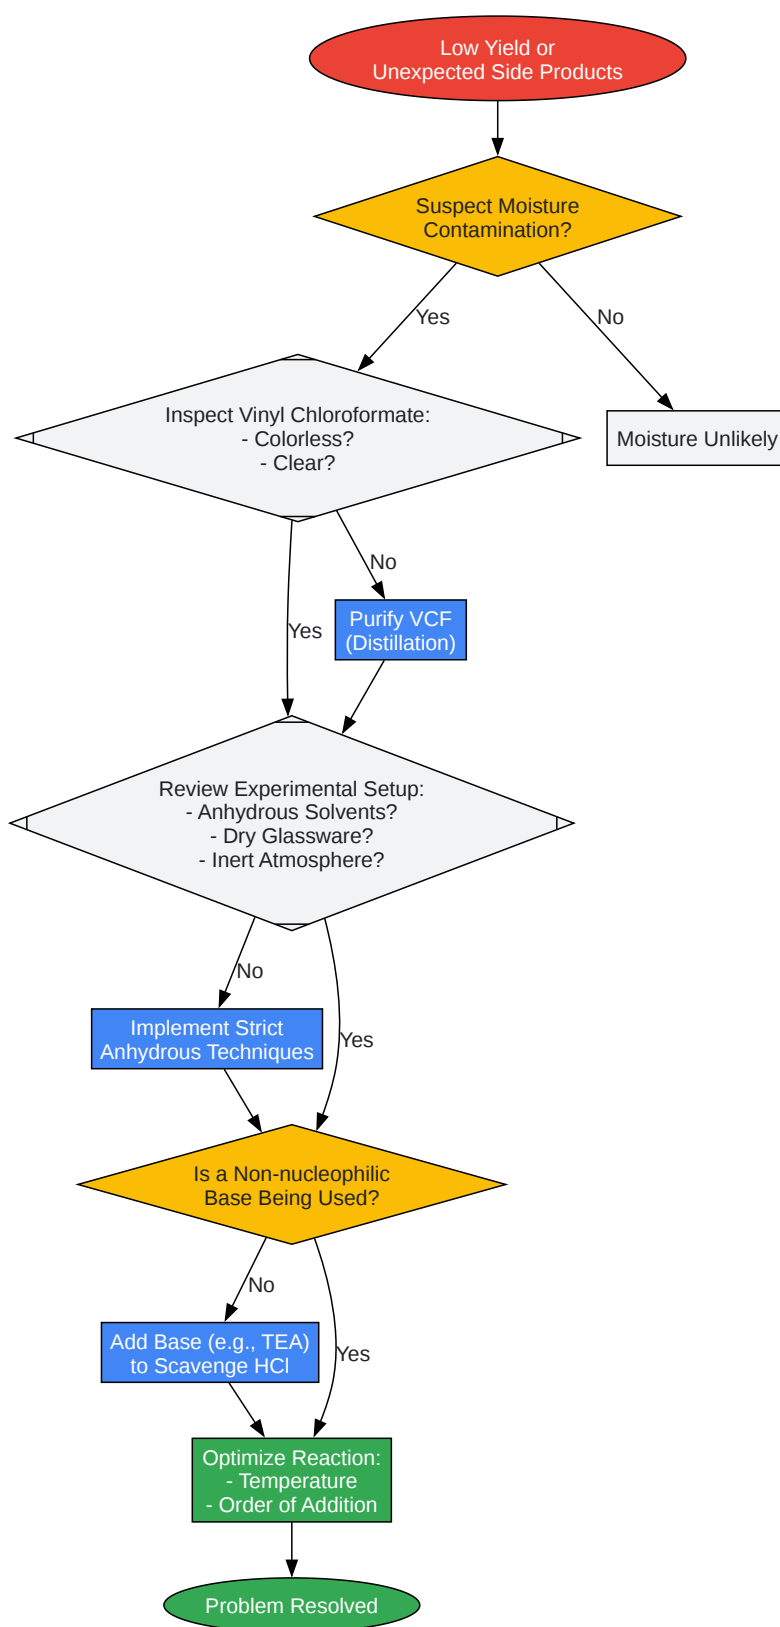 Low Yield or
Unexpected Side Products
Suspect Moisture
Contamination?
Yes
No
Inspect Vinyl Chloroformate:
- Colorless?
- Clear?
Moisture Unlikely
No
Yes
Purify VCF
(Distillation)
Review Experimental Setup:
- Anhydrous Solvents?
- Dry Glassware?
- Inert Atmosphere?
No
Implement Strict
Anhydrous Techniques
Yes
Is a Non-nucleophilic
Base Being Used?
No
Add Base (e.g., TEA)
to Scavenge HCl
Yes
Optimize Reaction:
- Temperature
- Order of Addition
Problem Resolved